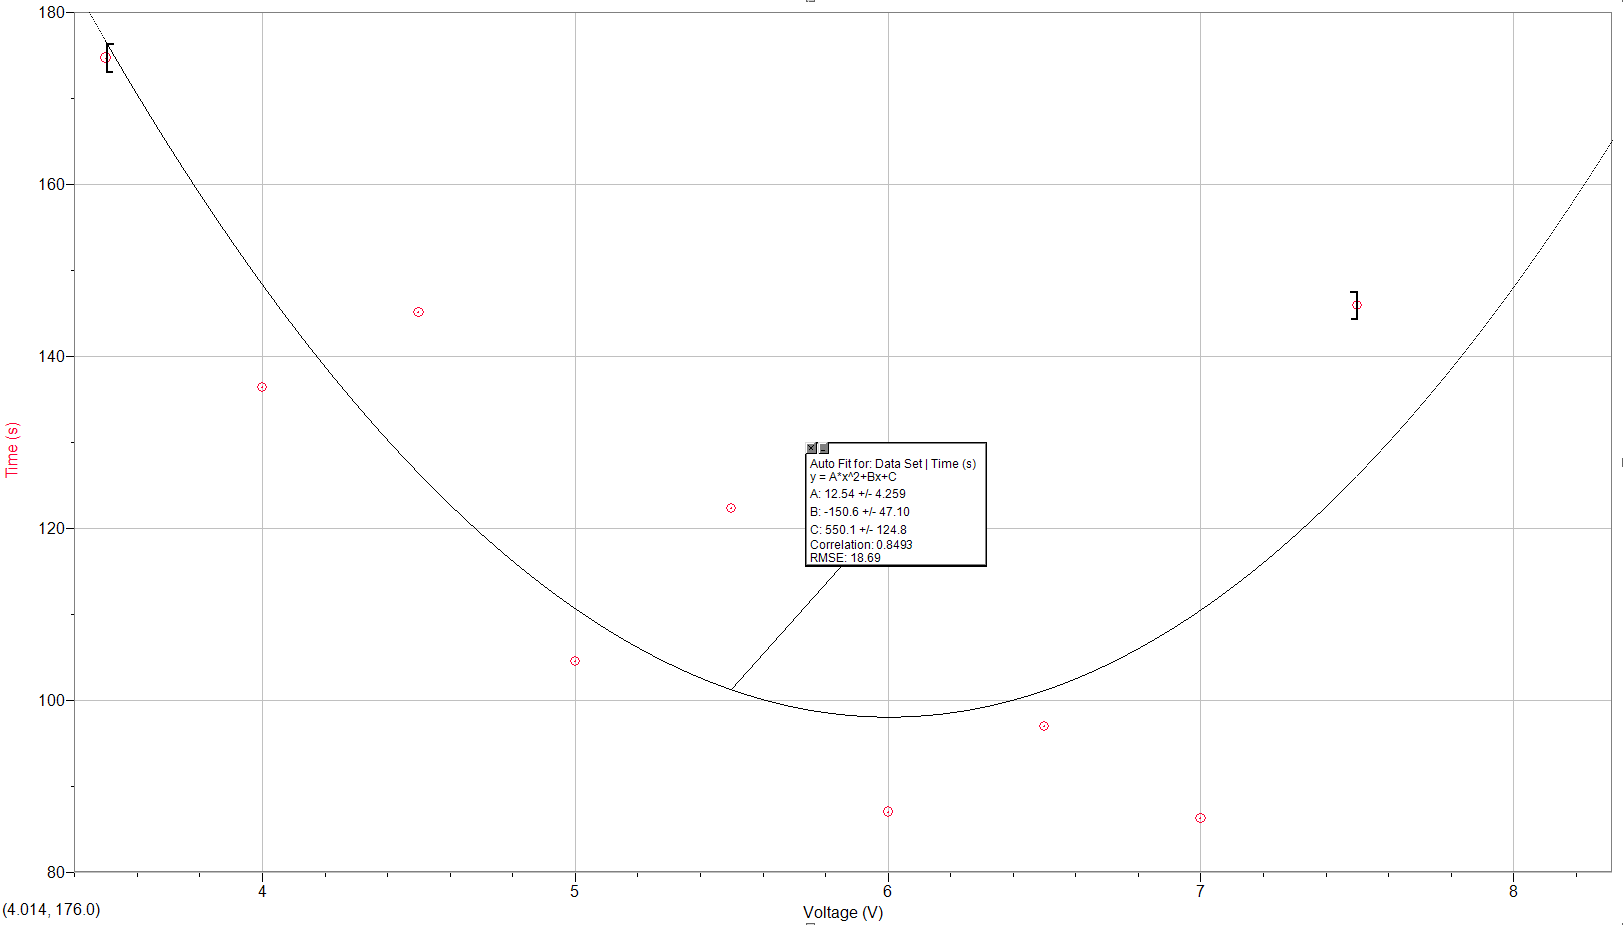 180
160
140
120
100
80
Time (s)
Auto Fit for: Data Set | Time (s)
y = A*x^2+Bx+C
A: 12.54 +/- 4.259
B: -150.6 +/- 47.10
C: 550.1 +/- 124.8
Correlation: 0.8493
RMSE: 18.69
4 5 6 7 8
(4.014, 176.0)
Voltage (V)